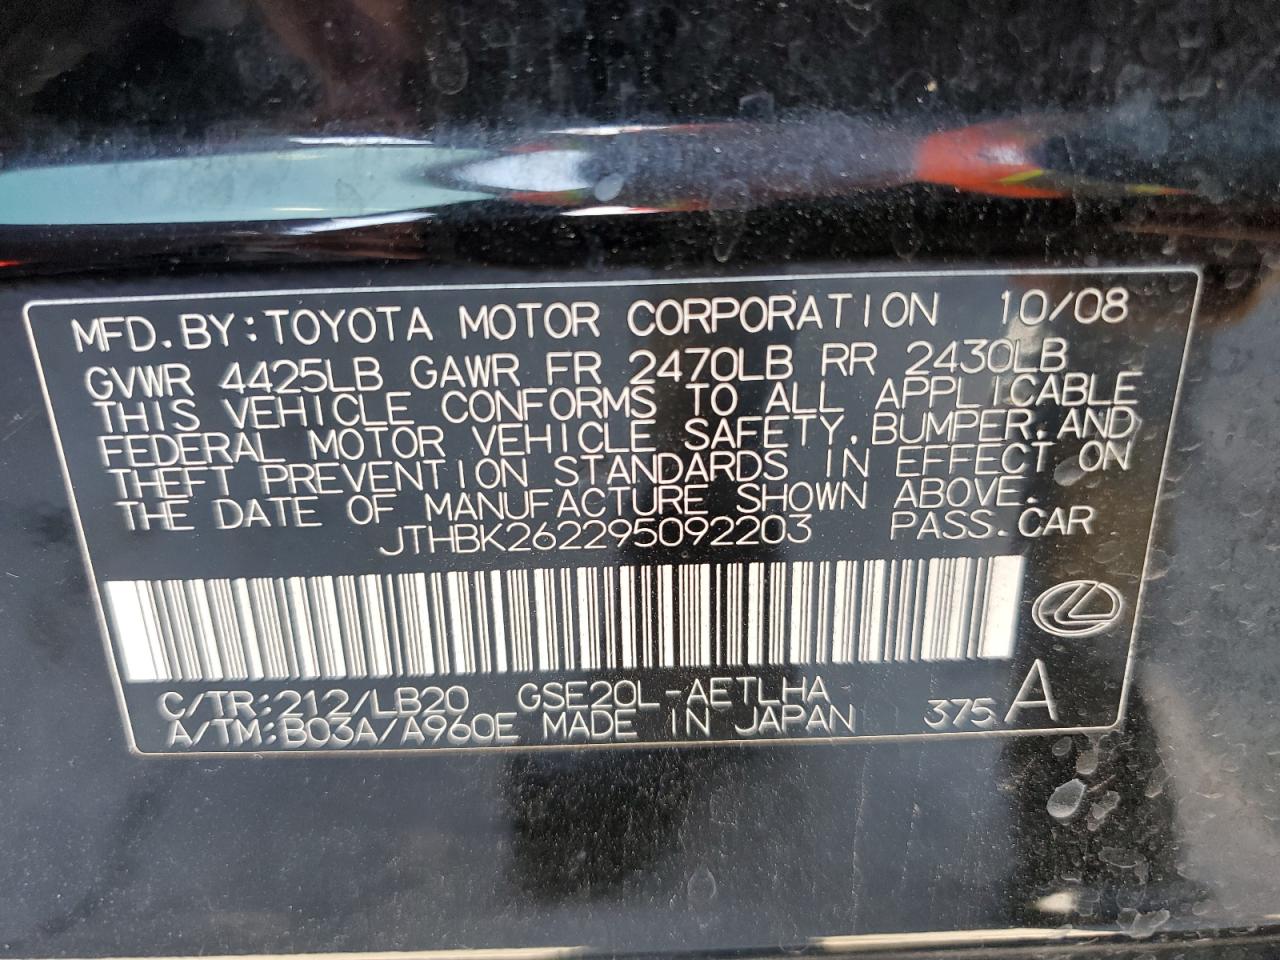 MFD. BY: TOYOTA MOTOR CORPORATION 10/08
GVWR 4425LB GAWR FR 2470LB RR 2430LB
THIS VEHICLE CONFORMS TO ALL APPLICABLE
FEDERAL MOTOR VEHICLE SAFETY, BUMPER, AND
THEFT PREVENTION STANDARDS IN EFFECT ON
THE DATE OF MANUFACTURE SHOWN ABOVE.
JTHBK262295092203 PASS. CAR
C/TR: 212/LB20 GSE20L-AETLHA
A/TM: B03A/A960E MADE IN JAPAN 375 A